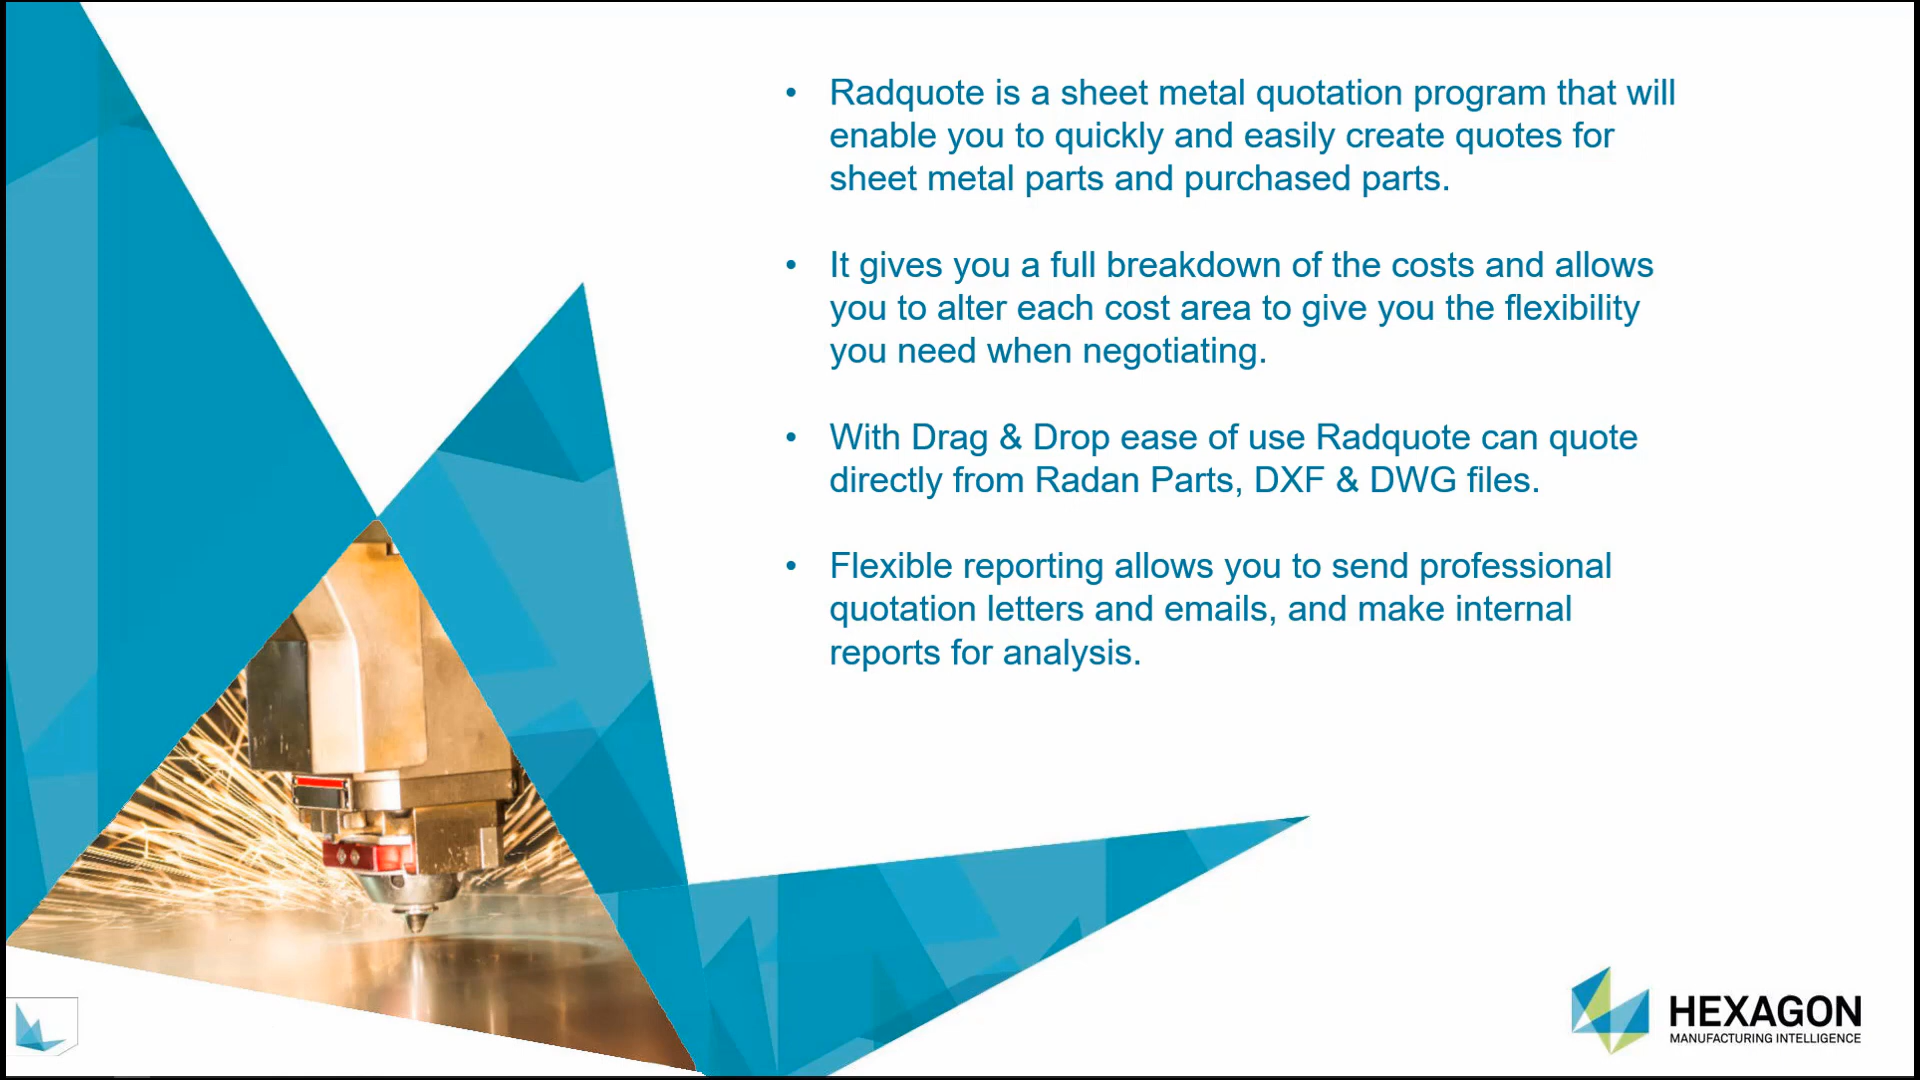 • Radquote is a sheet metal quotation program that will
enable you to quickly and easily create quotes for
sheet metal parts and purchased parts.
• It gives you a full breakdown of the costs and allows
you to alter each cost area to give you the flexibility
you need when negotiating.
• With Drag & Drop ease of use Radquote can quote
directly from Radan Parts, DXF & DWG files.
• Flexible reporting allows you to send professional
quotation letters and emails, and make internal
reports for analysis.
HEXAGON
MANUFACTURING INTELLIGENCE